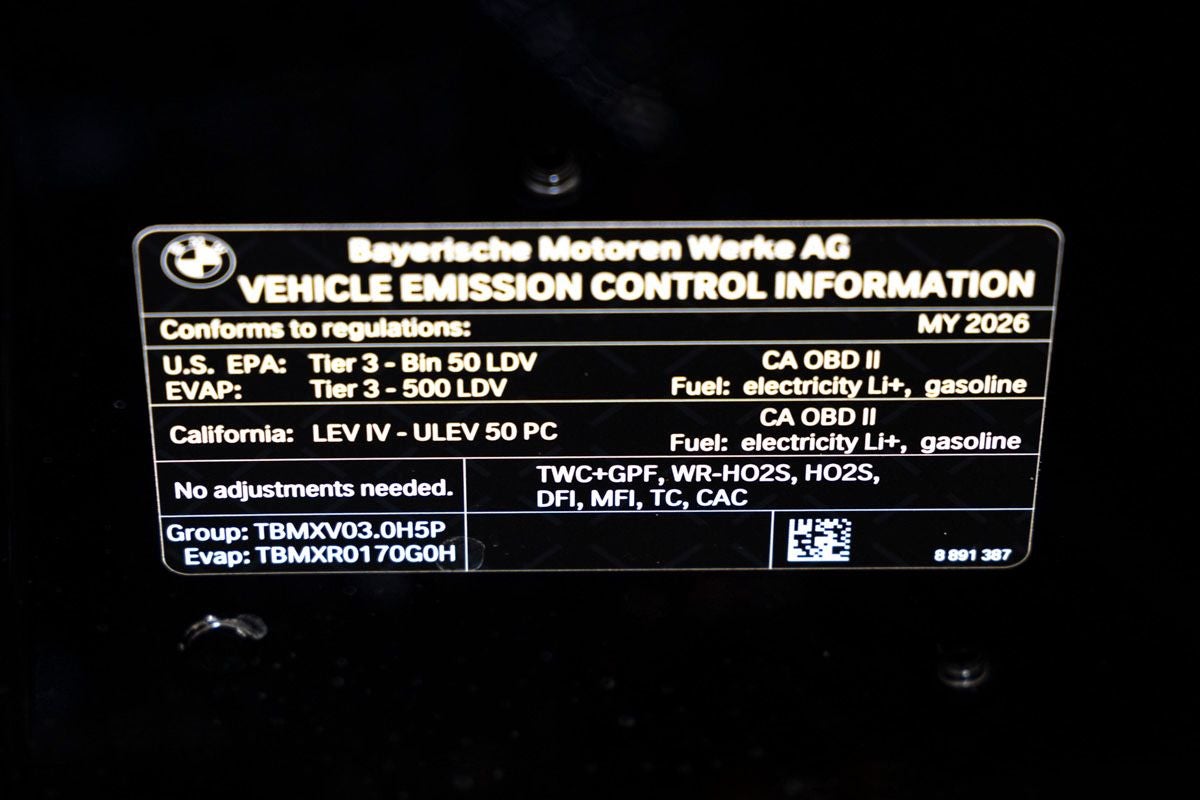 Bayerische Motoren Werke AG
VEHICLE EMISSION CONTROL INFORMATION
Conforms to regulations: MY 2026
U.S. EPA: Tier 3 - Bin 50 LDV CA OBD II
EVAP: Tier 3 - 500 LDV Fuel: electricity Li+, gasoline
CA OBD II
California: LEV IV - ULEV 50 PC Fuel: electricity Li+, gasoline
No adjustments needed. TWC+GPF, WR-HO2S, HO2S,
DFI, MFI, TC, CAC
Group: TBMXV03.0H5P
Evap: TBMXR0170G0H 8 891 387